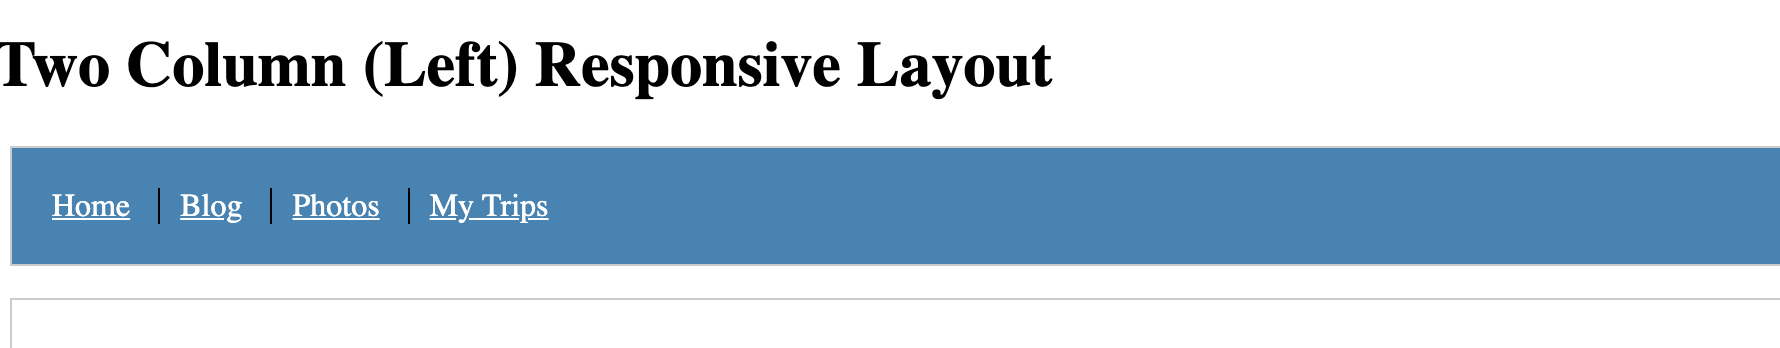 Two Column (Left) Responsive Layout
Home Blog Photos My Trips